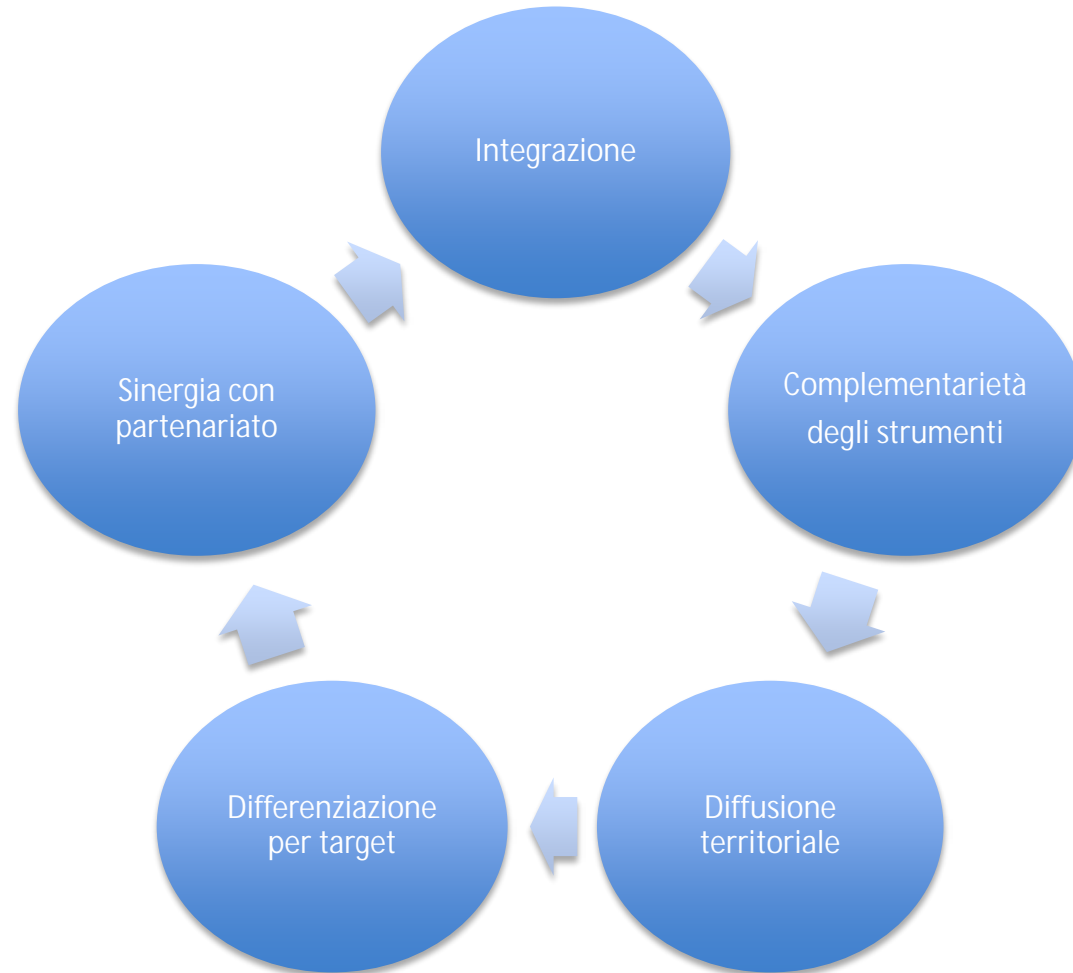 Integrazione
Complementarietà
degli strumenti
Diffusione
territoriale
Differenziazione
per target
Sinergia con
partenariato